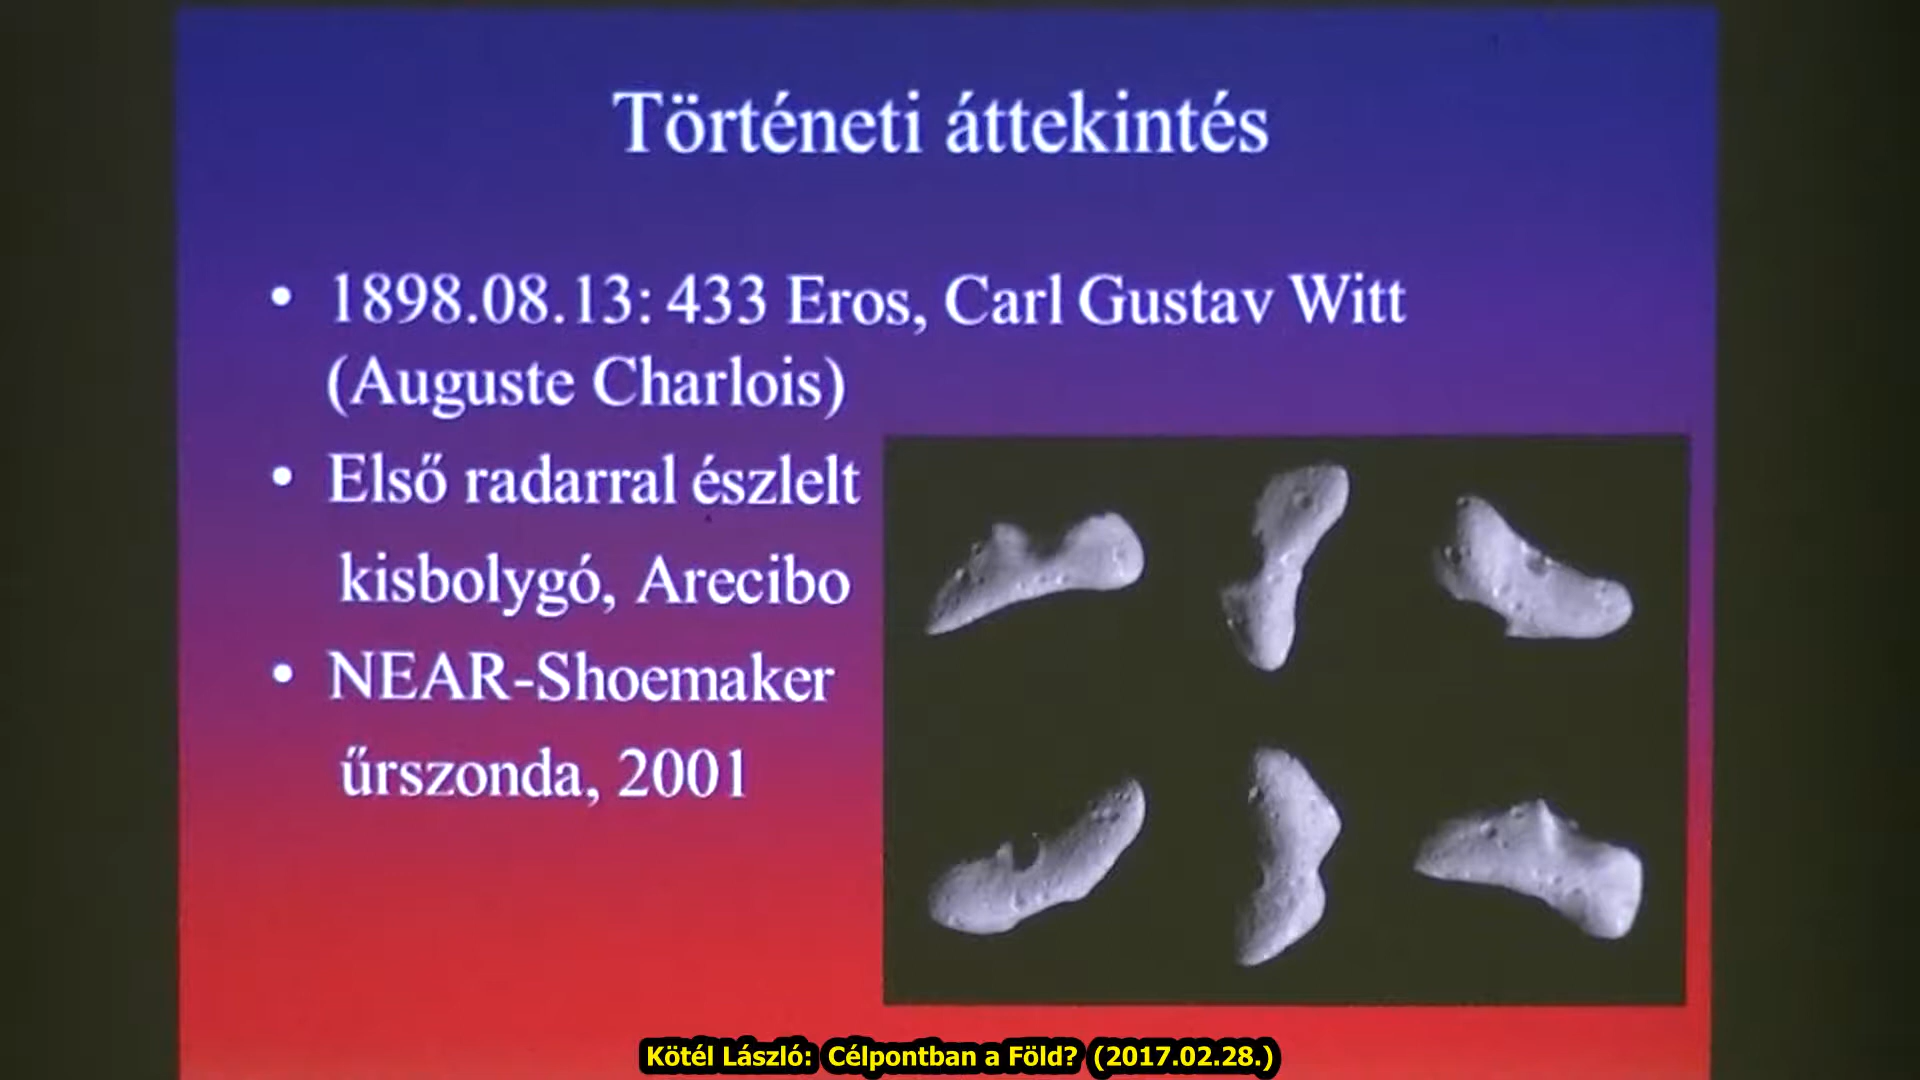 Történeti áttekintés
• 1898.08.13: 433 Eros, Carl Gustav Witt
(Auguste Charlois)
• Első radarral észlelt
kisbolygó, Arecibo
• NEAR-Shoemaker
űrszonda, 2001
Kötél László: Célpontban a Föld? (2017.02.28.)